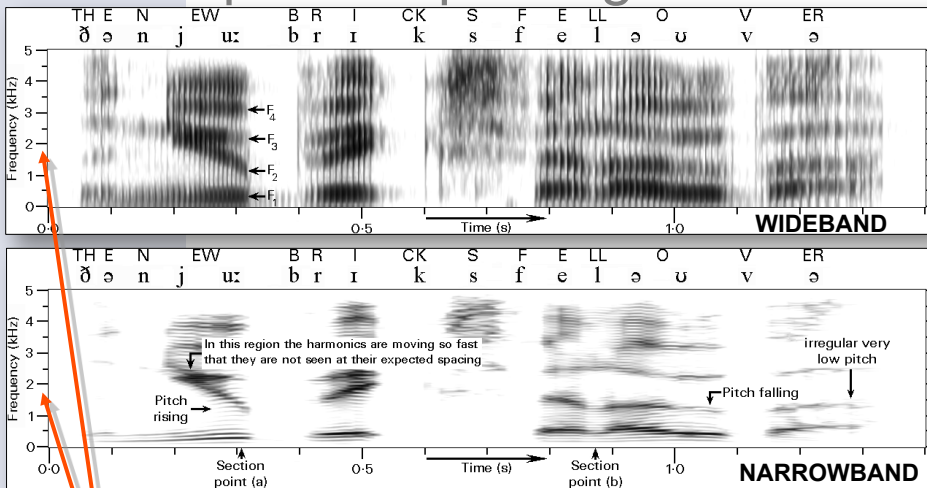 TH E N EW B R I CK S F E LL O V ER
ð ə n j uː b r ɪ k s f e l ə ʊ v ə
Frequency (kHz)
5
4
3
2
1
0
F₄
F₃
F₂
F₁
0·0 0·5 Time (s) 1·0
WIDEBAND
TH E N EW B R I CK S F E LL O V ER
ð ə n j uː b r ɪ k s f e l ə ʊ v ə
Frequency (kHz)
5
4
3
2
1
0
In this region the harmonics are moving so fast
that they are not seen at their expected spacing
irregular very
low pitch
Pitch
rising
Pitch falling
0·0 0·5 Time (s) 1·0
Section
point (a)
Section
point (b)
NARROWBAND